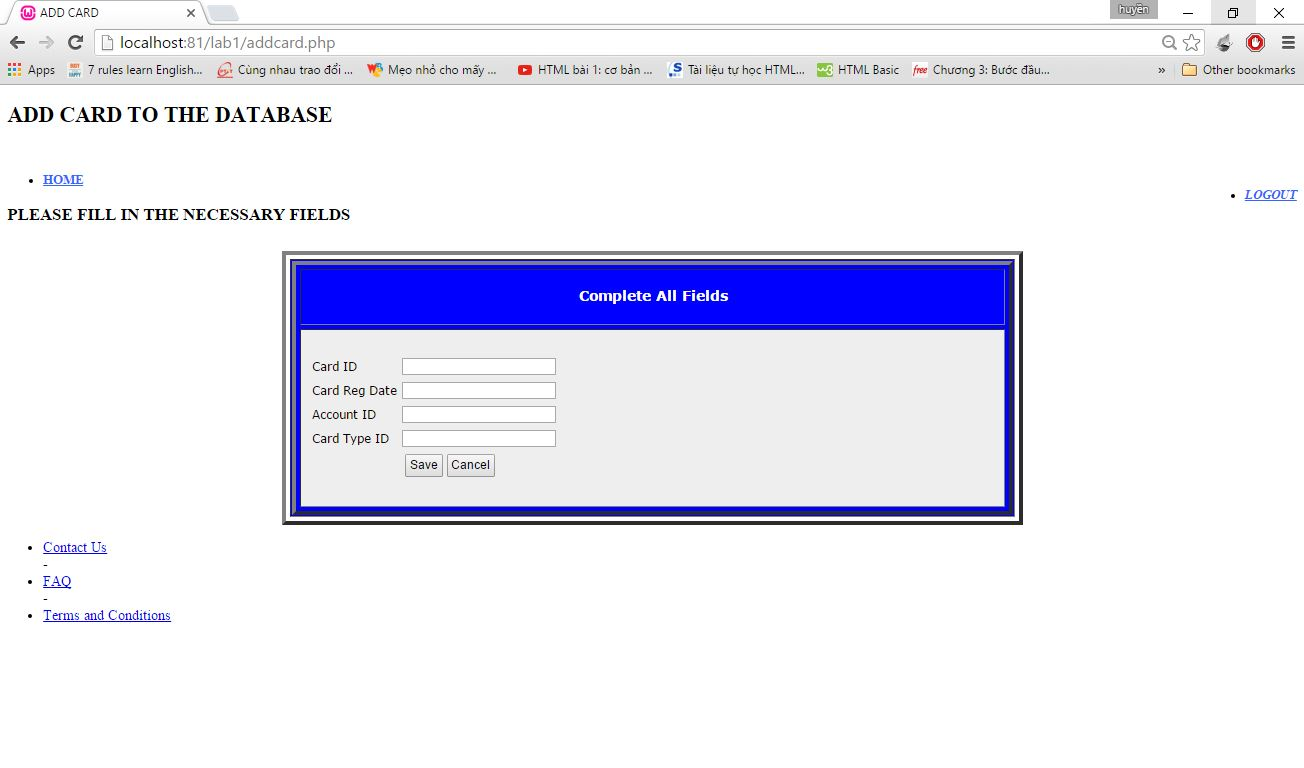 ADD CARD
huyền
localhost:81/lab1/addcard.php
Apps 7 rules learn English... Cùng nhau trao đổi ... Mẹo nhỏ cho mấy ... HTML bài 1: cơ bản ... Tài liệu tự học HTML... HTML Basic Chương 3: Bước đầu... » Other bookmarks
ADD CARD TO THE DATABASE
HOME
LOGOUT
PLEASE FILL IN THE NECESSARY FIELDS
Complete All Fields
Card ID
Card Reg Date
Account ID
Card Type ID
Save Cancel
Contact Us
-
FAQ
-
Terms and Conditions